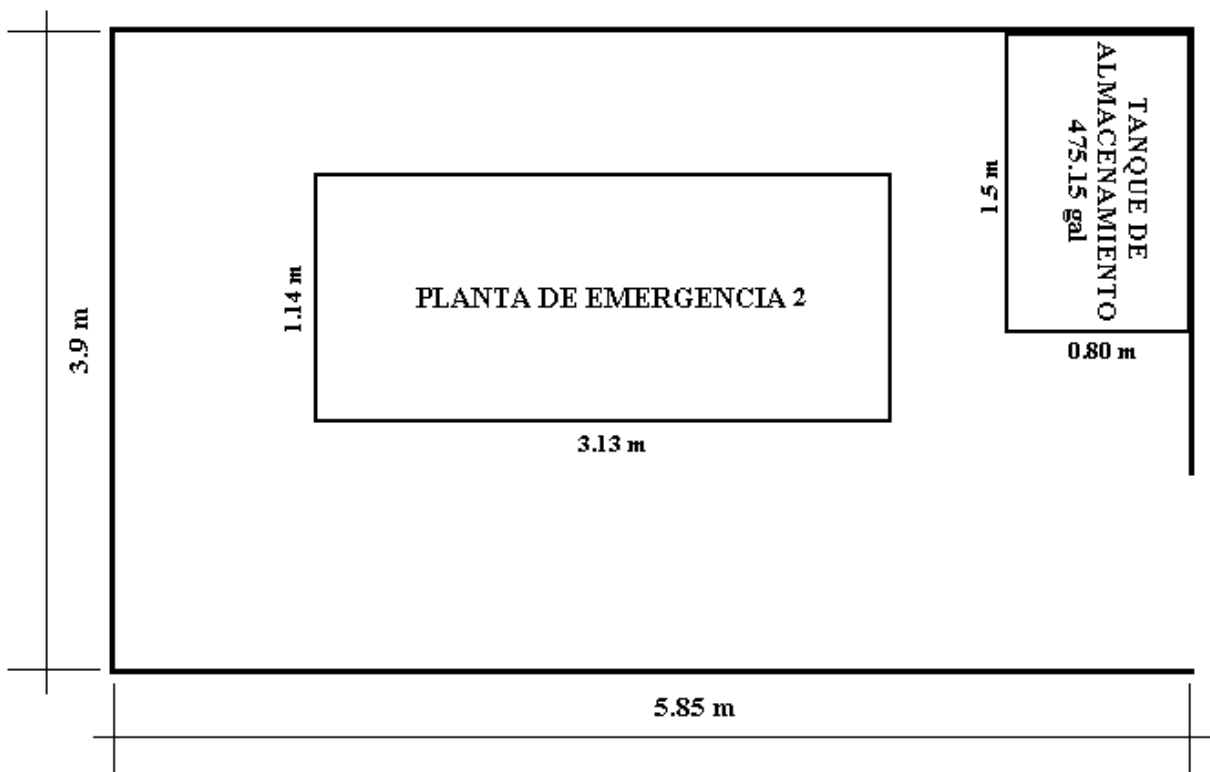 TANQUE DE
ALMACENAMIENTO
475.15 gal
1.5 m
0.80 m
1.14 m
PLANTA DE EMERGENCIA 2
3.13 m
3.9 m
5.85 m